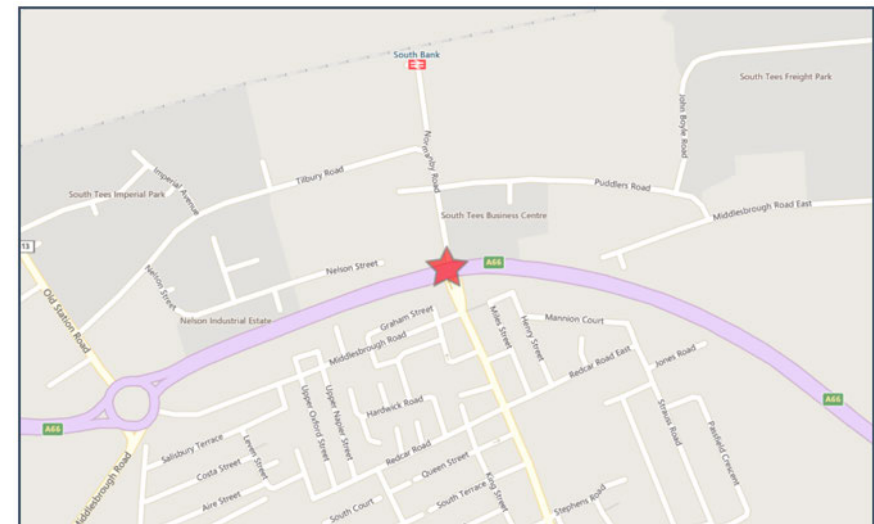 South Bank
South Tees Freight Park
John Boyle Road
Normanby Road
Tilbury Road
Imperial Avenue
South Tees Imperial Park
Puddlers Road
South Tees Business Centre
Middlesbrough Road East
13
A66
Nelson Street
Nelson Street
Old Station Road
Nelson Industrial Estate
Graham Street
Miles Street
Henry Street
Mannion Court
Middlesbrough Road
Redcar Road East
Jones Road
Upper Oxford Street
Upper Napier Street
Hardwick Road
A66
A66
Strauss Road
Passfield Crescent
Salisbury Terrace
Leven Street
Redcar Road
Costa Street
Queen Street
King Street
Middlesbrough Road
Aire Street
South Court
South Terrace
Stephens Road